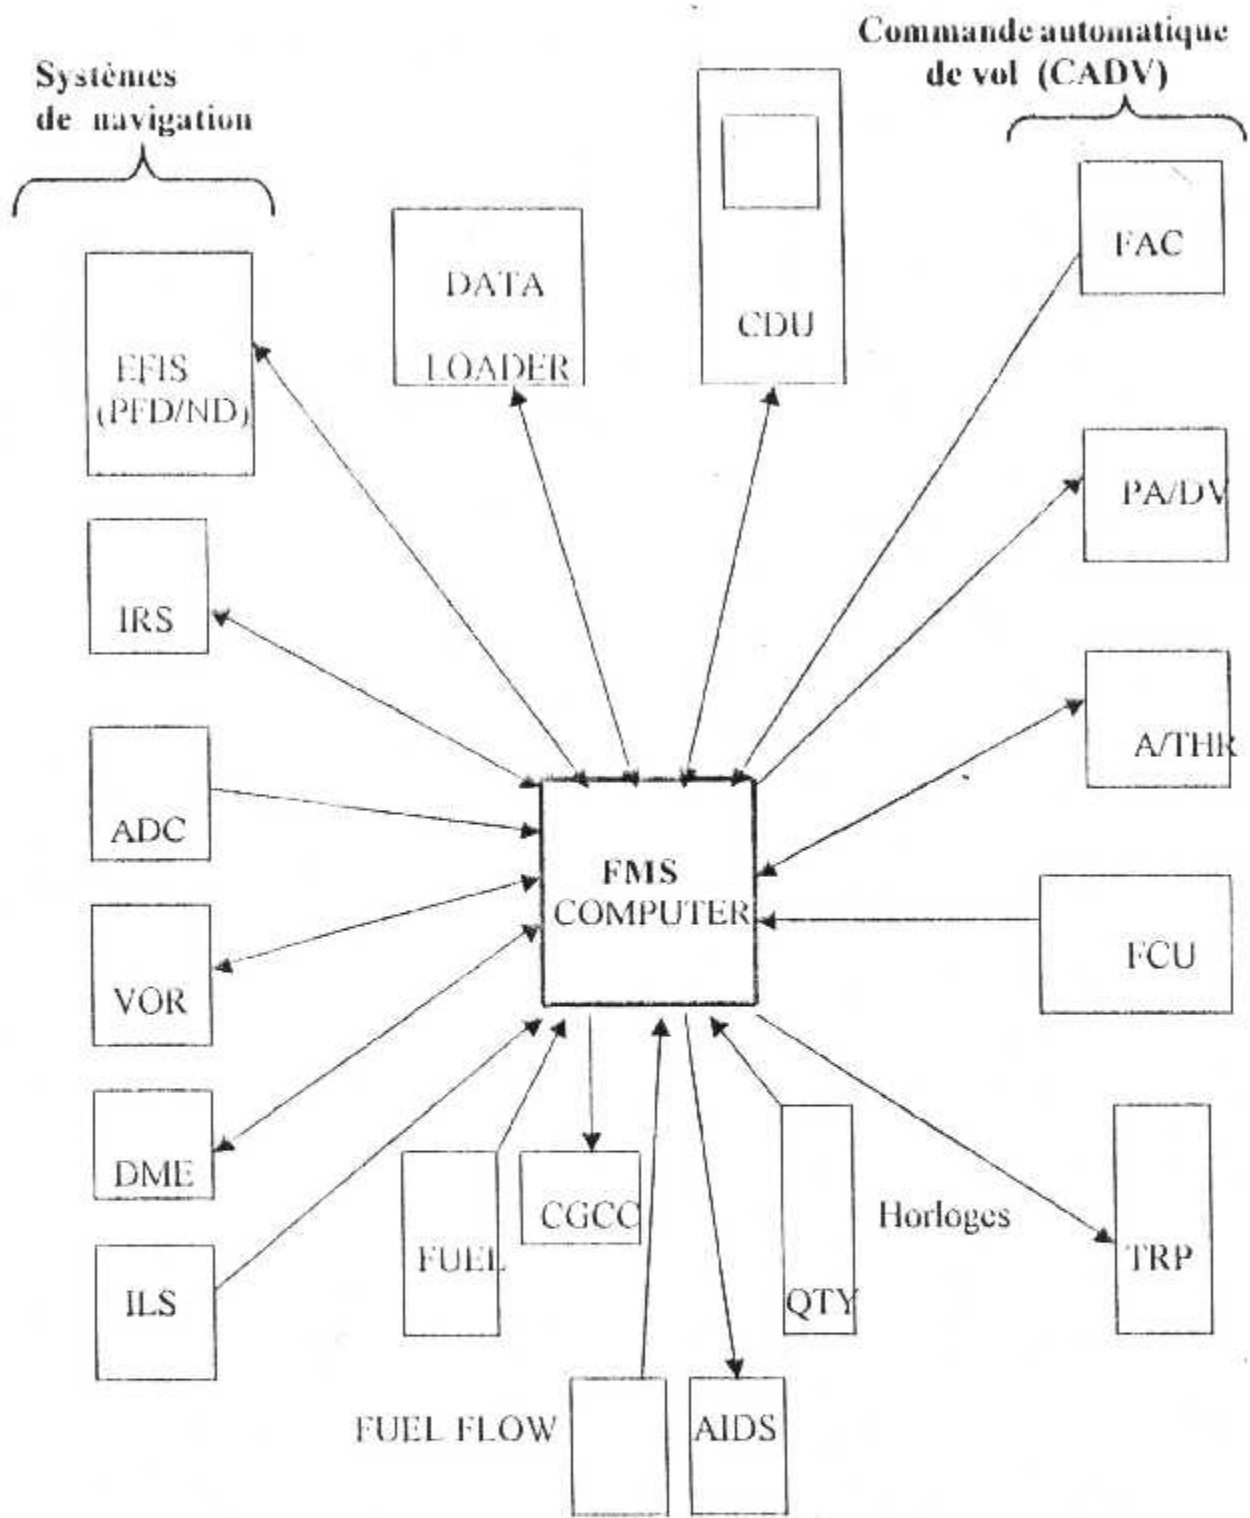 Commande automatique
de vol (CADV)
Systèmes
de navigation
FAC
DATA
LOADER
CDU
EFIS
(PFD/ND)
PA/DV
IRS
A/THR
ADC
FMS
COMPUTER
FCU
VOR
DME
CGCC
Horloges
FUEL
TRP
ILS
QTY
FUEL FLOW
AIDS